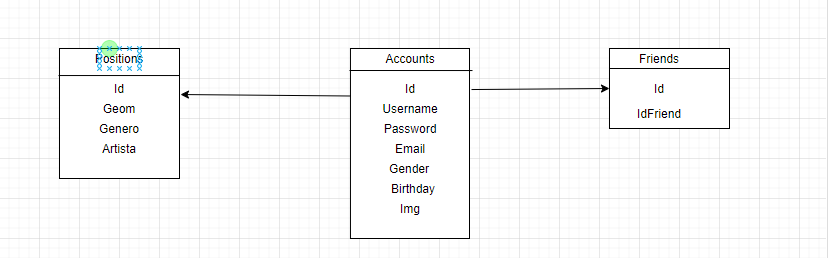 Positions
Id
Geom
Genero
Artista
Accounts
Id
Username
Password
Email
Gender
Birthday
Img
Friends
Id
IdFriend